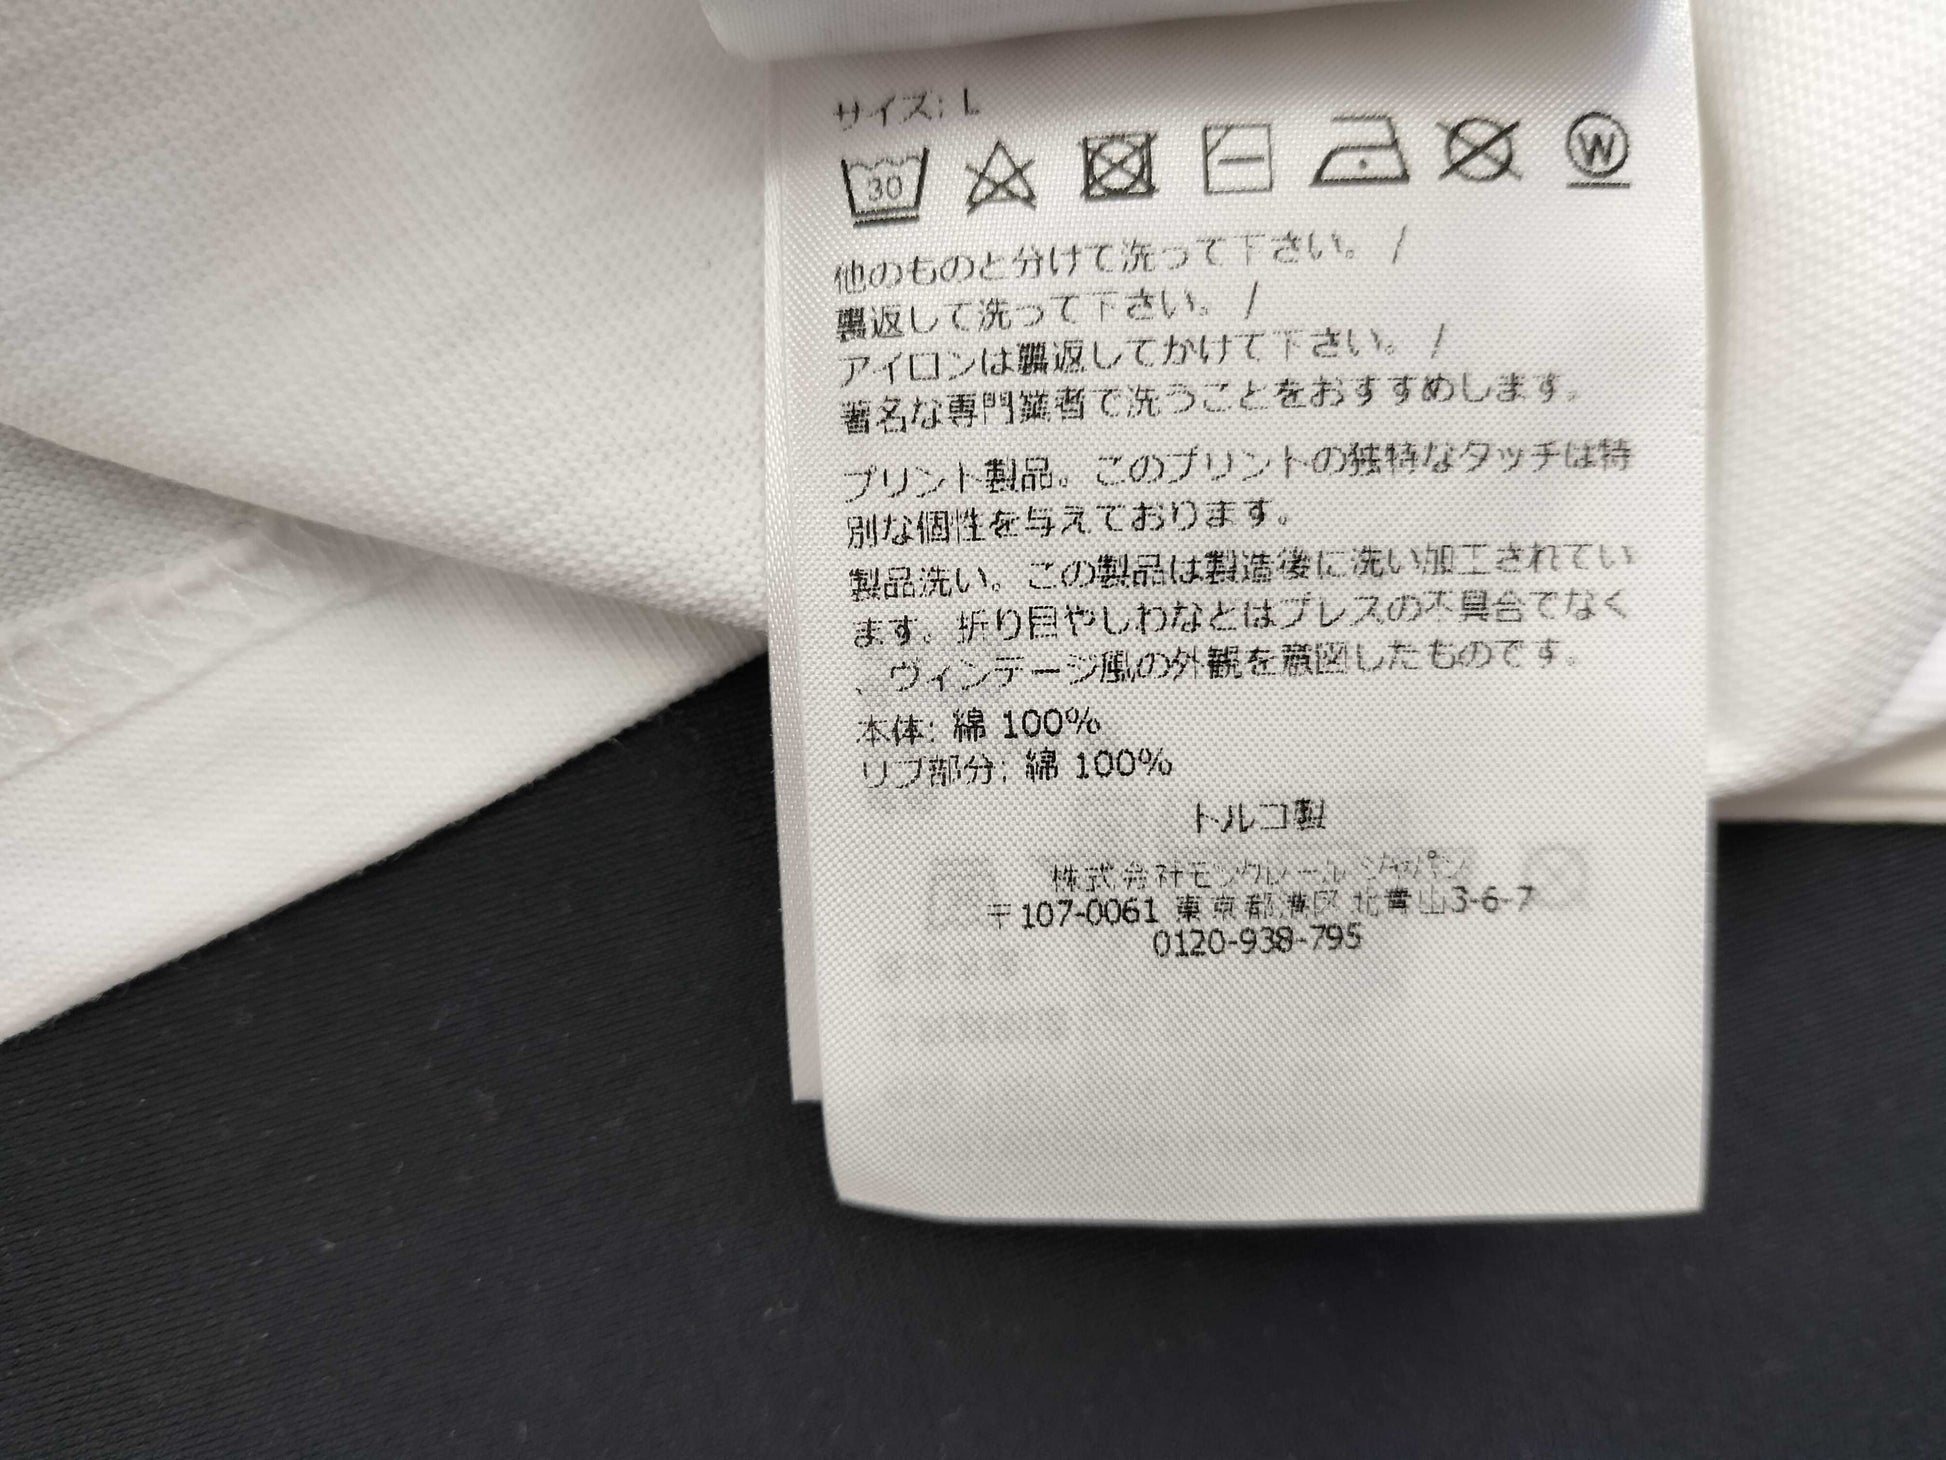 サイズ: L
30
W
他のものと分けて洗って下さい。 /
裏返して洗って下さい。 /
アイロンは裏返してかけて下さい。 /
著名な専門業者で洗うことをおすすめします。
プリント製品。このプリントの独特なタッチは特
別な個性を与えております。
製品洗い。この製品は製造後に洗い加工されてい
ます。折り目やしわなどはプレスの不具合でなく
、ヴィンテージ風の外観を意図したものです。
本体: 綿 100%
リブ部分: 綿 100%
トルコ製
株式会社モンクレール ジャパン
〒107-0061 東京都港区 北青山3-6-7
0120-938-795